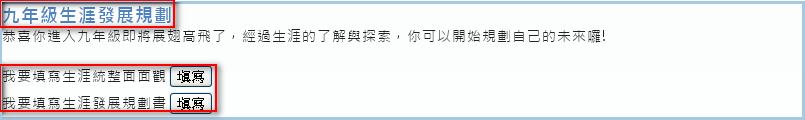 九年級生涯發展規劃
恭喜你進入九年級即將展翅高飛了，經過生涯的了解與探索，你可以開始規劃自己的未來囉!
我要填寫生涯統整面面觀 填寫
我要填寫生涯發展規劃書 填寫